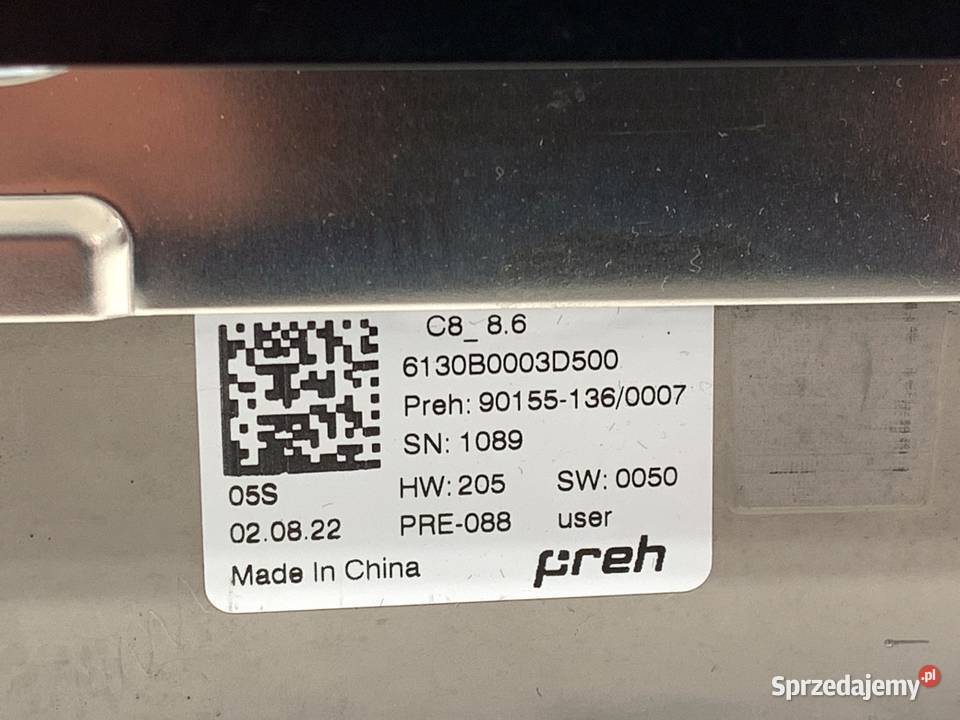 C8_ 8.6
6130B0003D500
Preh: 90155-136/0007
SN: 1089
05S HW: 205 SW: 0050
02.08.22 PRE-088 user
Made In China preh
Sprzedajemy.pl